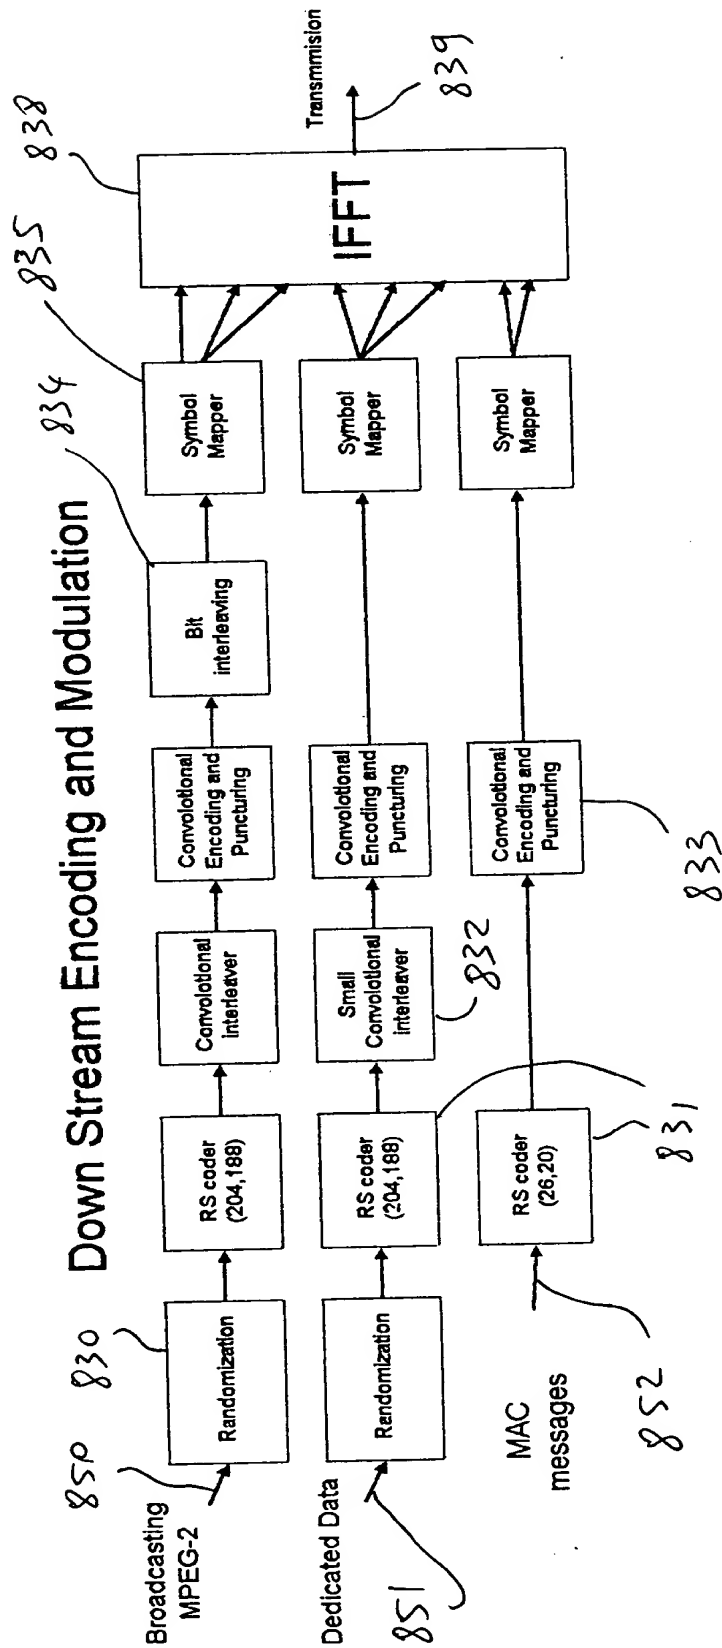 Down Stream Encoding and Modulation
850
830
834
835
838
Broadcasting
MPEG-2
Randomization
RS coder
(204,188)
Convolotional
interleaver
Convolotional
Encoding and
Puncturing
Bit
interleaving
Symbol
Mapper
IFFT
Transmmision
839
Dedicated Data
851
Randomization
RS coder
(204,188)
Small
Convolotional
interleaver
832
Convolotional
Encoding and
Puncturing
Symbol
Mapper
MAC
messages
852
RS coder
(26,20)
831
Convolotional
Encoding and
Puncturing
833
Symbol
Mapper